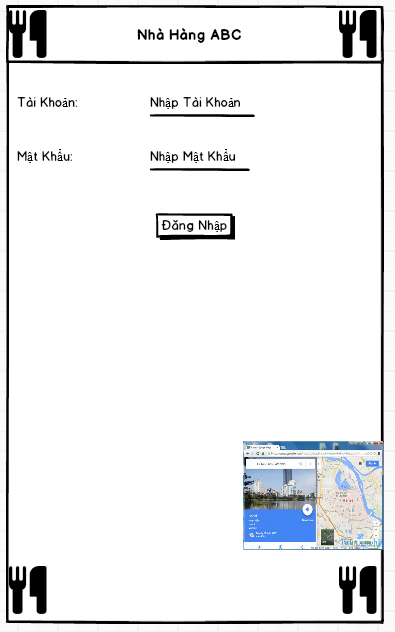 Nhà Hàng ABC
Tài Khoản: Nhập Tài Khoản
Mật Khẩu: Nhập Mật Khẩu
Đăng Nhập